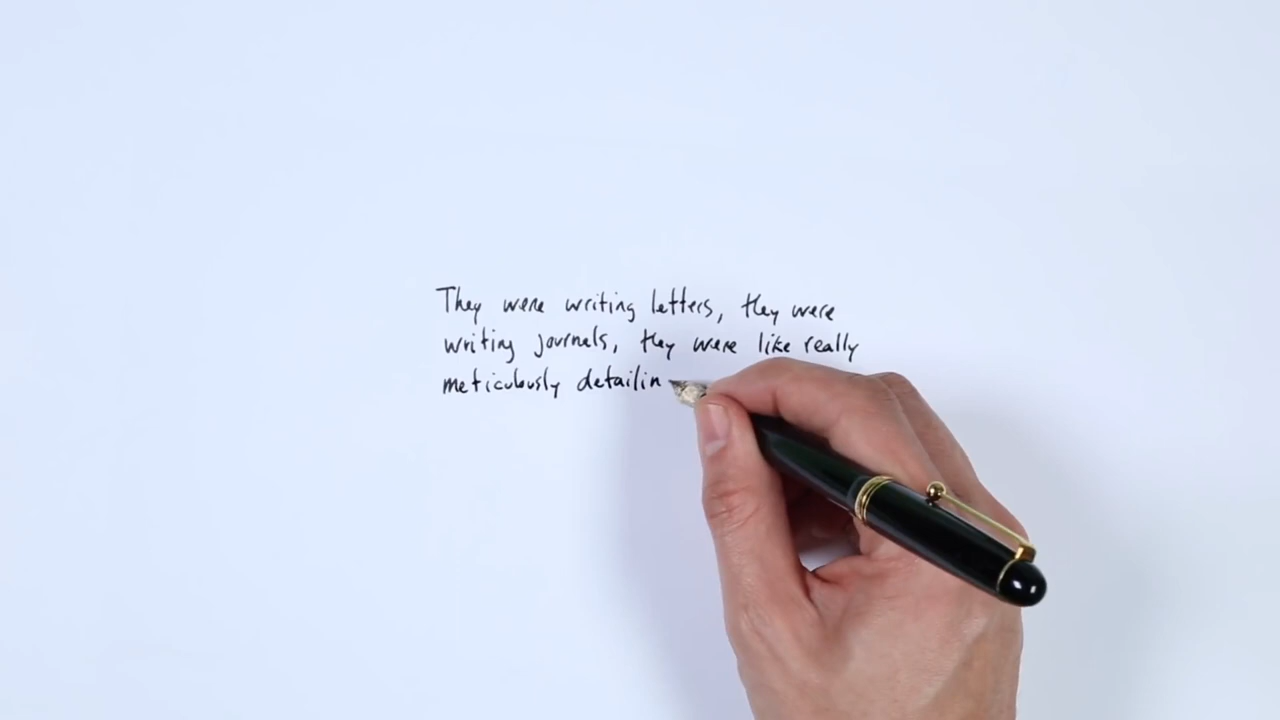 They were writing letters, they were
writing journals, they were like really
meticulously detailin